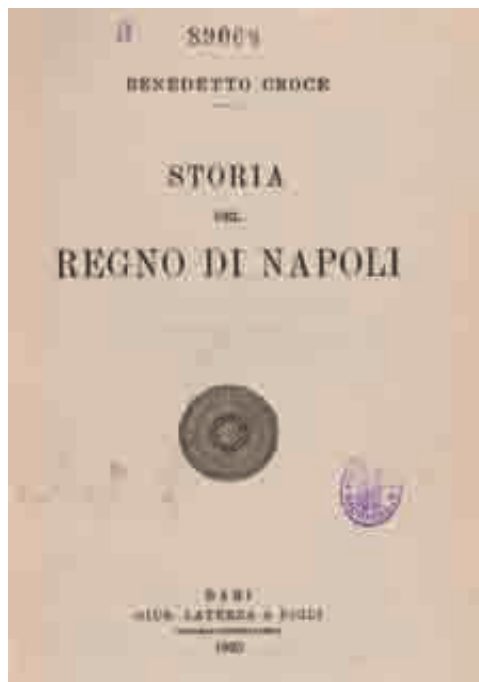 BENEDETTO CROCE
STORIA
DEL
REGNO DI NAPOLI
BARI
GIUS. LATERZA & FIGLI